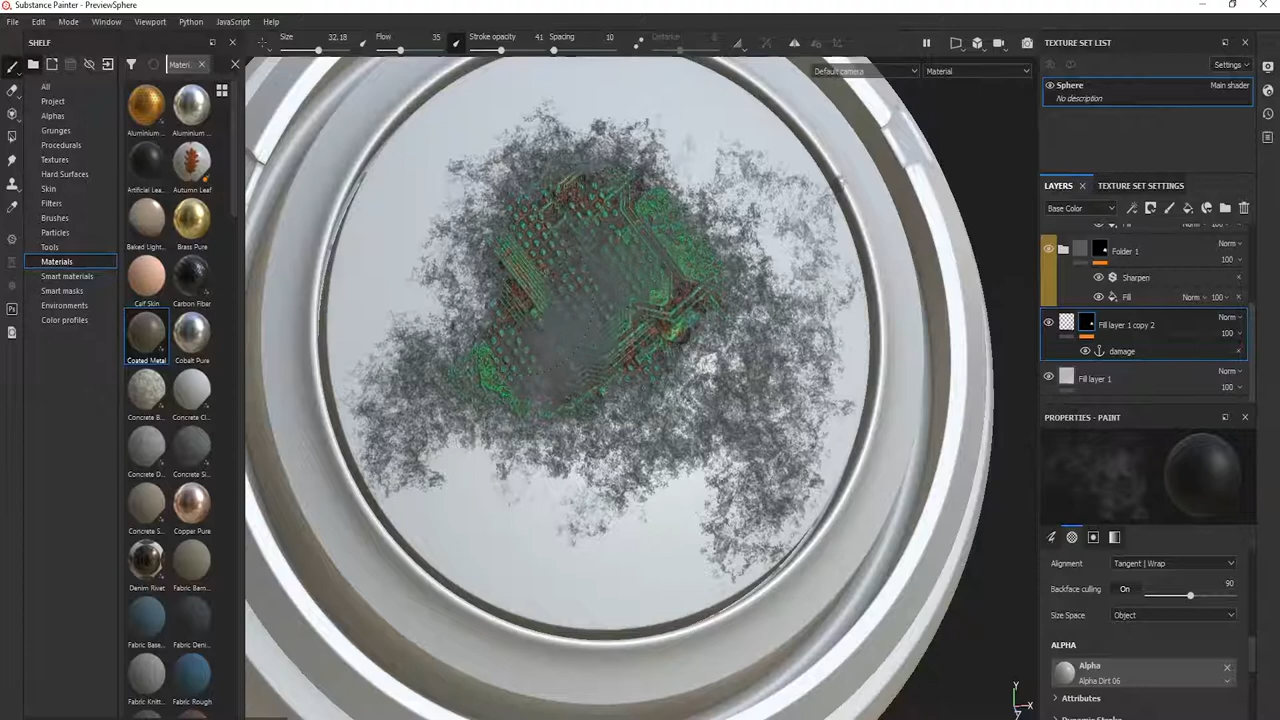 Substance Painter - PreviewSphere
File Edit Mode Window Viewport Python JavaScript Help
Size 32,18 Flow 35 Stroke opacity 41 Spacing 10 Distance
SHELF
Materi...
All
Project
Alphas
Grunges
Procedurals
Textures
Hard Surfaces
Skin
Filters
Brushes
Particles
Tools
Materials
Smart materials
Smart masks
Environments
Color profiles
Aluminium ... Aluminium ...
Artificial Lea... Autumn Leaf
Baked Light... Brass Pure
Calf Skin Carbon Fiber
Coated Metal Cobalt Pure
Concrete B... Concrete Cl...
Concrete D... Concrete Si...
Concrete S... Copper Pure
Denim Rivet Fabric Bam...
Fabric Base... Fabric Deni...
Fabric Knitt... Fabric Rough
Default camera
Material
Y
X
TEXTURE SET LIST
Settings
Sphere Main shader
No description
LAYERS TEXTURE SET SETTINGS
Base Color
Folder 1 Norm
100
Sharpen
Fill Norm 100
Fill layer 1 copy 2 Norm
100
damage
Fill layer 1 Norm
100
PROPERTIES - PAINT
Alignment Tangent | Wrap
Backface culling On 90
Size Space Object
ALPHA
Alpha
Alpha Dirt 06
Attributes